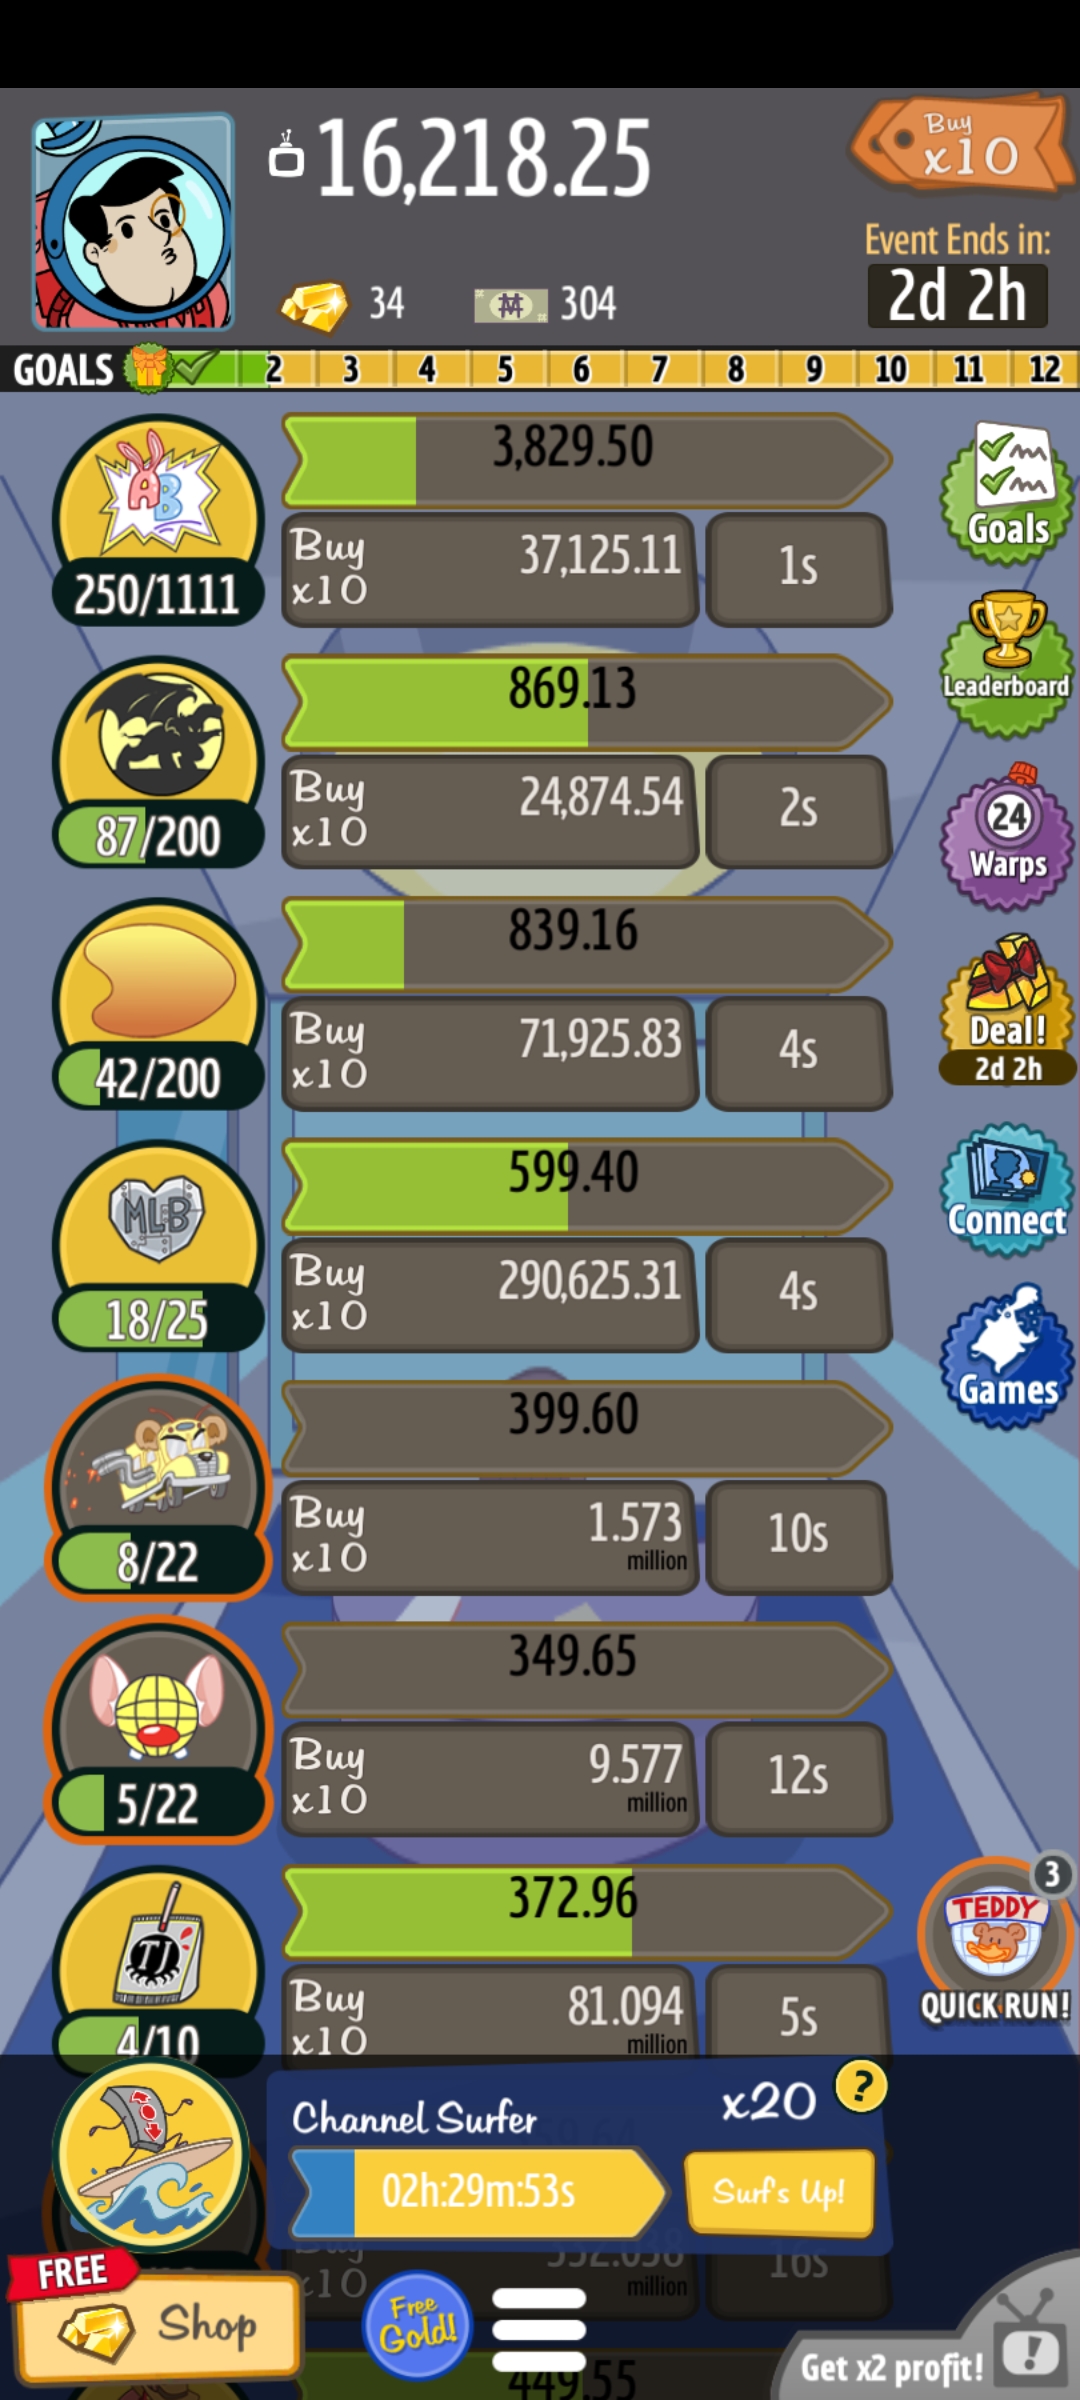 16,218.25
Buy
x10
Event Ends in:
2d 2h
34
304
GOALS 2 3 4 5 6 7 8 9 10 11 12
AB
250/1111
3,829.50
Buy
x10
37,125.11
1s
Goals
87/200
869.13
Buy
x10
24,874.54
2s
Leaderboard
24
Warps
42/200
839.16
Buy
x10
71,925.83
4s
Deal!
2d 2h
MLB
18/25
599.40
Buy
x10
290,625.31
4s
Connect
Games
8/22
399.60
Buy
x10
1.573
million
10s
5/22
349.65
Buy
x10
9.577
million
12s
TJ
4/10
372.96
Buy
x10
81.094
million
5s
3
TEDDY
QUICK RUN!
Channel Surfer
x20
?
02h:29m:53s
Surf's Up!
Buy
x10
million
16s
FREE
Shop
Free
Gold!
449.55
Get x2 profit!